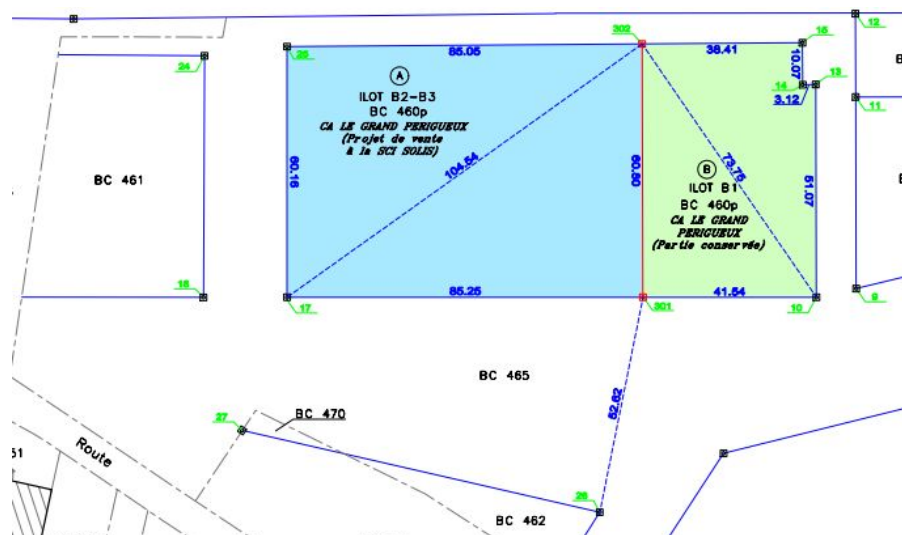 12
302
15
85.05
38.41
25
24
10.07
A
14
13
3.12
11
ILOT B2-B3
BC 460p
CA LE GRAND PERIGUEUX
(Projet de vente
à la SCI SOLIS)
104.54
60.16
60.60
73.75
51.07
B
ILOT B1
BC 460p
CA LE GRAND
PERIGUEUX
(Partie conservée)
BC 461
B
B
18
17
85.25
301
41.54
10
9
BC 465
52.62
27
BC 470
Route
51
BC 462